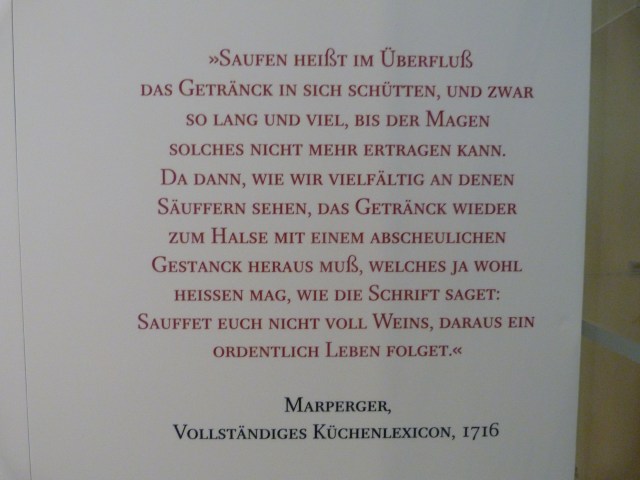 »Saufen heißt im Überfluß
das Getränck in sich schütten, und zwar
so lang und viel, bis der Magen
solches nicht mehr ertragen kann.
Da dann, wie wir vielfältig an denen
Säuffern sehen, das Getränck wieder
zum Halse mit einem abscheulichen
Gestanck heraus muß, welches ja wohl
heissen mag, wie die Schrift saget:
Sauffet euch nicht voll Weins, daraus ein
ordentlich Leben folget.«
Marperger,
Vollständiges Küchenlexicon, 1716